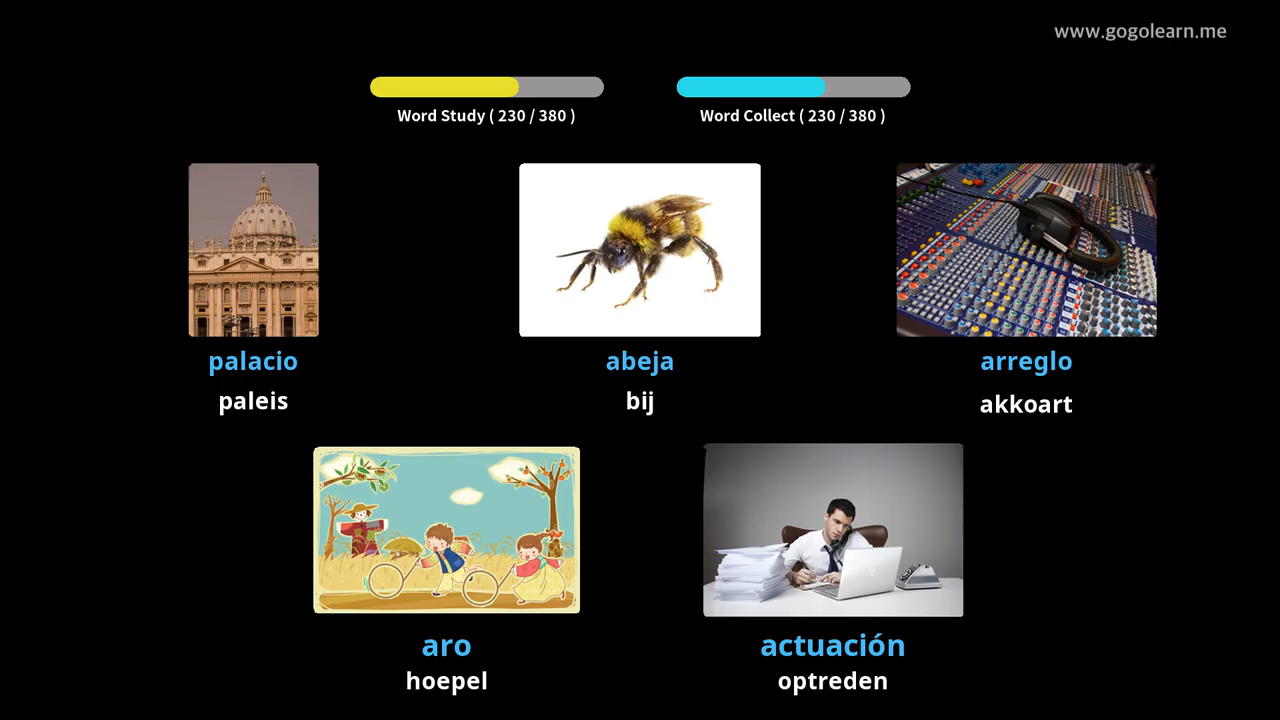 www.gogolearn.me
Word Study ( 230 / 380 )
Word Collect ( 230 / 380 )
palacio
paleis
abeja
bij
arreglo
akkoart
aro
hoepel
actuación
optreden